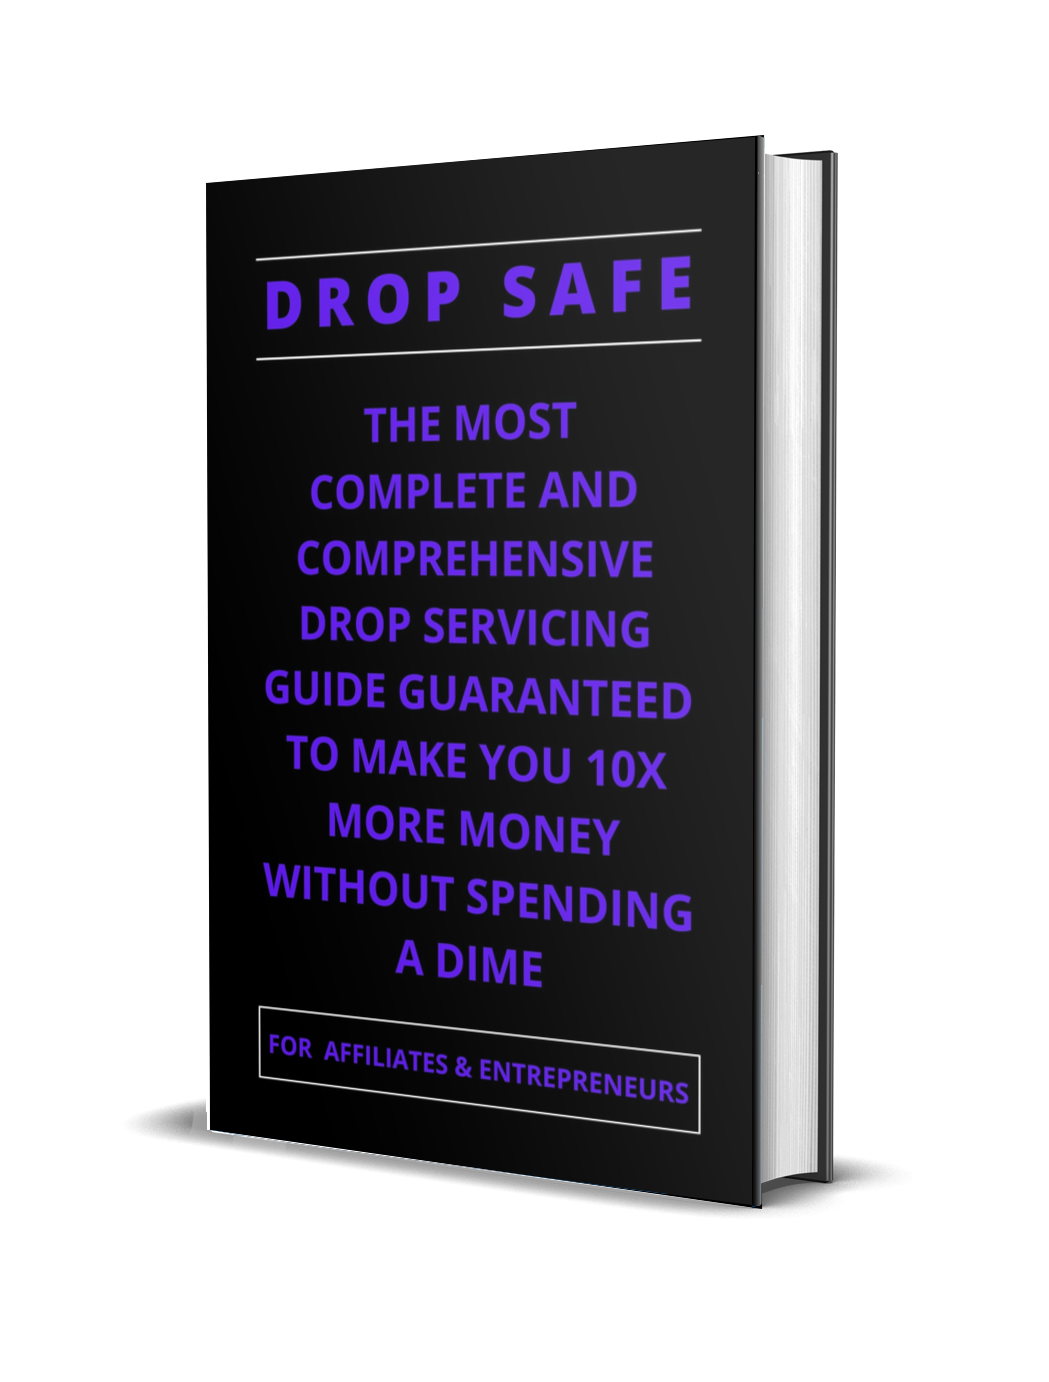 DROP SAFE
THE MOST
COMPLETE AND
COMPREHENSIVE
DROP SERVICING
GUIDE GUARANTEED
TO MAKE YOU 10X
MORE MONEY
WITHOUT SPENDING
A DIME
FOR AFFILIATES & ENTREPRENEURS